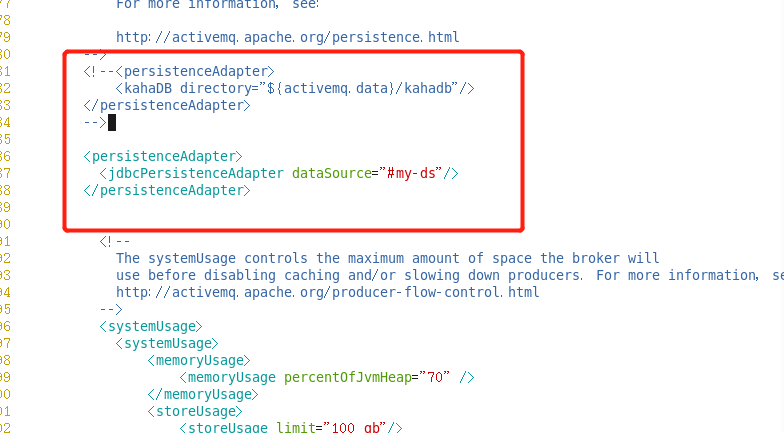 77 For more information, see:
78
79 http://activemq.apache.org/persistence.html
80 -->
81 <!--<persistenceAdapter>
82 <kahaDB directory="${activemq.data}/kahadb"/>
83 </persistenceAdapter>
84 -->
85
86 <persistenceAdapter>
87 <jdbcPersistenceAdapter dataSource="#my-ds"/>
88 </persistenceAdapter>
89
90
91 <!--
92 The systemUsage controls the maximum amount of space the broker will
93 use before disabling caching and/or slowing down producers. For more information, se
94 http://activemq.apache.org/producer-flow-control.html
95 -->
96 <systemUsage>
97 <systemUsage>
98 <memoryUsage>
99 <memoryUsage percentOfJvmHeap="70" />
00 </memoryUsage>
01 <storeUsage>
02 <storeUsage limit="100 gb"/>